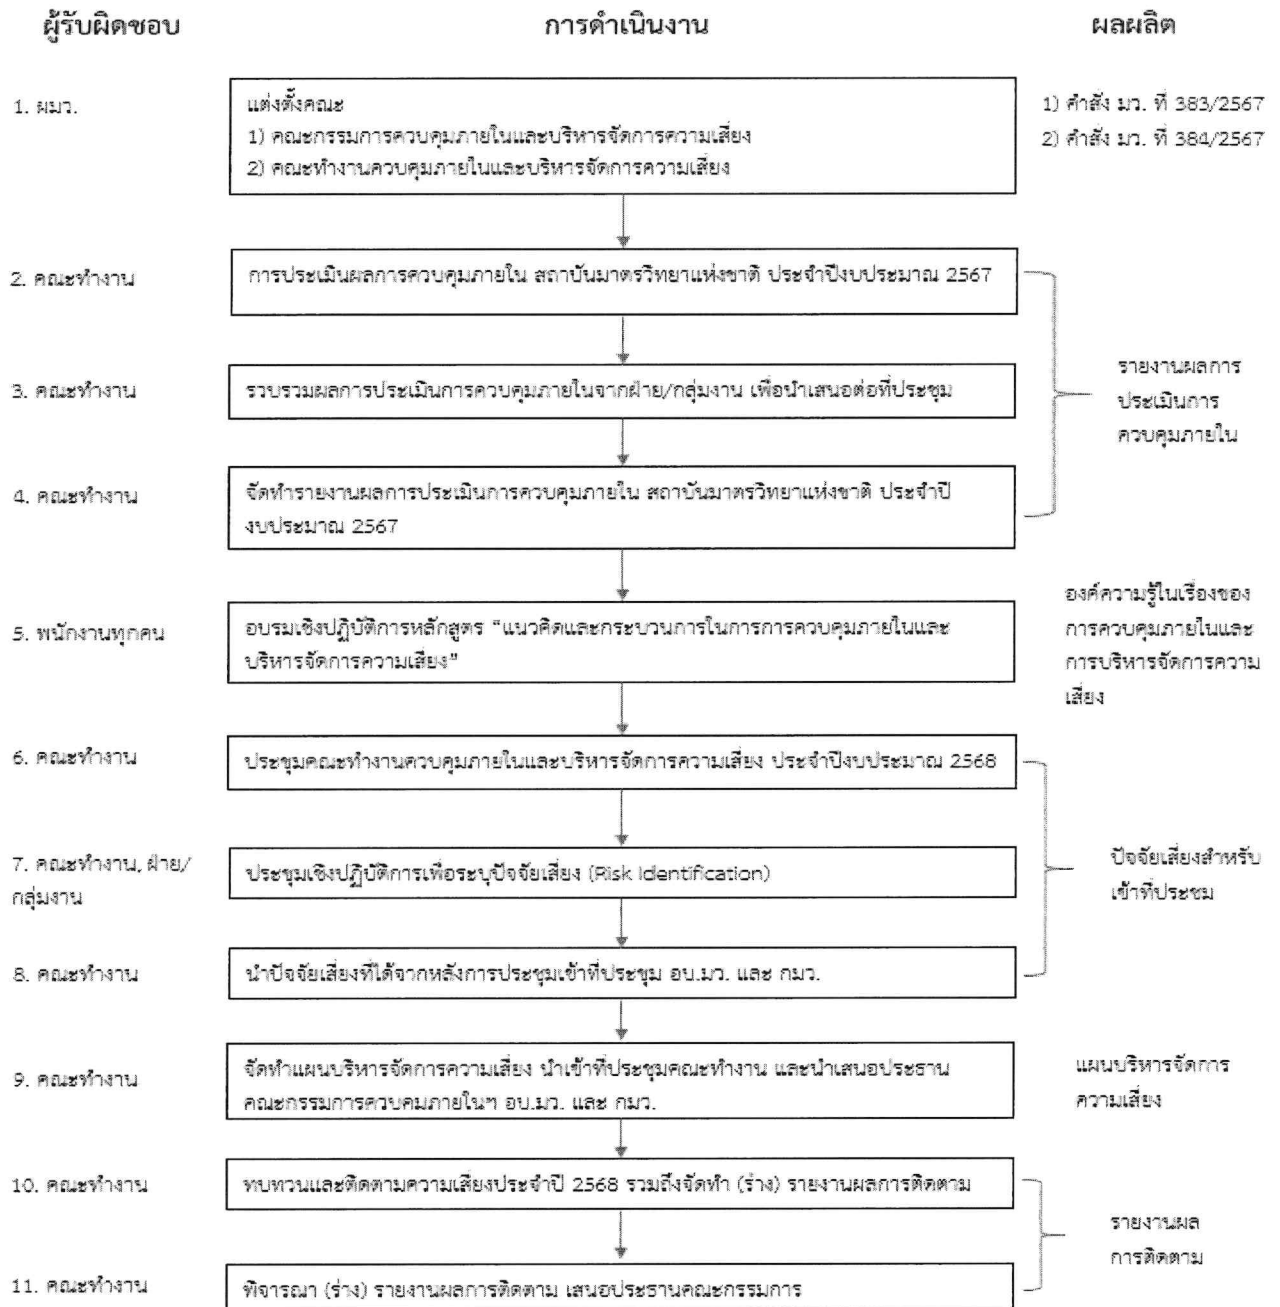 ผู้รับผิดชอบ
การดำเนินงาน
ผลผลิต
1. ผมว.
แต่งตั้งคณะ
1) คณะกรรมการควบคุมภายในและบริหารจัดการความเสี่ยง
2) คณะทำงานควบคุมภายในและบริหารจัดการความเสี่ยง
1) คำสั่ง มว. ที่ 383/2567
2) คำสั่ง มว. ที่ 384/2567
2. คณะทำงาน
การประเมินผลการควบคุมภายใน สถาบันมาตรวิทยาแห่งชาติ ประจำปีงบประมาณ 2567
3. คณะทำงาน
รวบรวมผลการประเมินการควบคุมภายในจากฝ่าย/กลุ่มงาน เพื่อนำเสนอต่อที่ประชุม
4. คณะทำงาน
จัดทำรายงานผลการประเมินการควบคุมภายใน สถาบันมาตรวิทยาแห่งชาติ ประจำปี
งบประมาณ 2567
รายงานผลการ
ประเมินการ
ควบคุมภายใน
5. พนักงานทุกคน
อบรมเชิงปฏิบัติการหลักสูตร “แนวคิดและกระบวนการในการการควบคุมภายในและ
บริหารจัดการความเสี่ยง”
องค์ความรู้ในเรื่องของ
การควบคุมภายในและ
การบริหารจัดการความ
เสี่ยง
6. คณะทำงาน
ประชุมคณะทำงานควบคุมภายในและบริหารจัดการความเสี่ยง ประจำปีงบประมาณ 2568
7. คณะทำงาน, ฝ่าย/
กลุ่มงาน
ประชุมเชิงปฏิบัติการเพื่อระบุปัจจัยเสี่ยง (Risk Identification)
8. คณะทำงาน
นำปัจจัยเสี่ยงที่ได้จากหลังการประชุมเข้าที่ประชุม อบ.มว. และ กมว.
ปัจจัยเสี่ยงสำหรับ
เข้าที่ประชม
9. คณะทำงาน
จัดทำแผนบริหารจัดการความเสี่ยง นำเข้าที่ประชุมคณะทำงาน และนำเสนอประธาน
คณะกรรมการควบคมภายในฯ อบ.มว. และ กมว.
แผนบริหารจัดการ
ความเสี่ยง
10. คณะทำงาน
ทบทวนและติดตามความเสี่ยงประจำปี 2568 รวมถึงจัดทำ (ร่าง) รายงานผลการติดตาม
11. คณะทำงาน
พิจารณา (ร่าง) รายงานผลการติดตาม เสนอประธานคณะกรรมการ
รายงานผล
การติดตาม